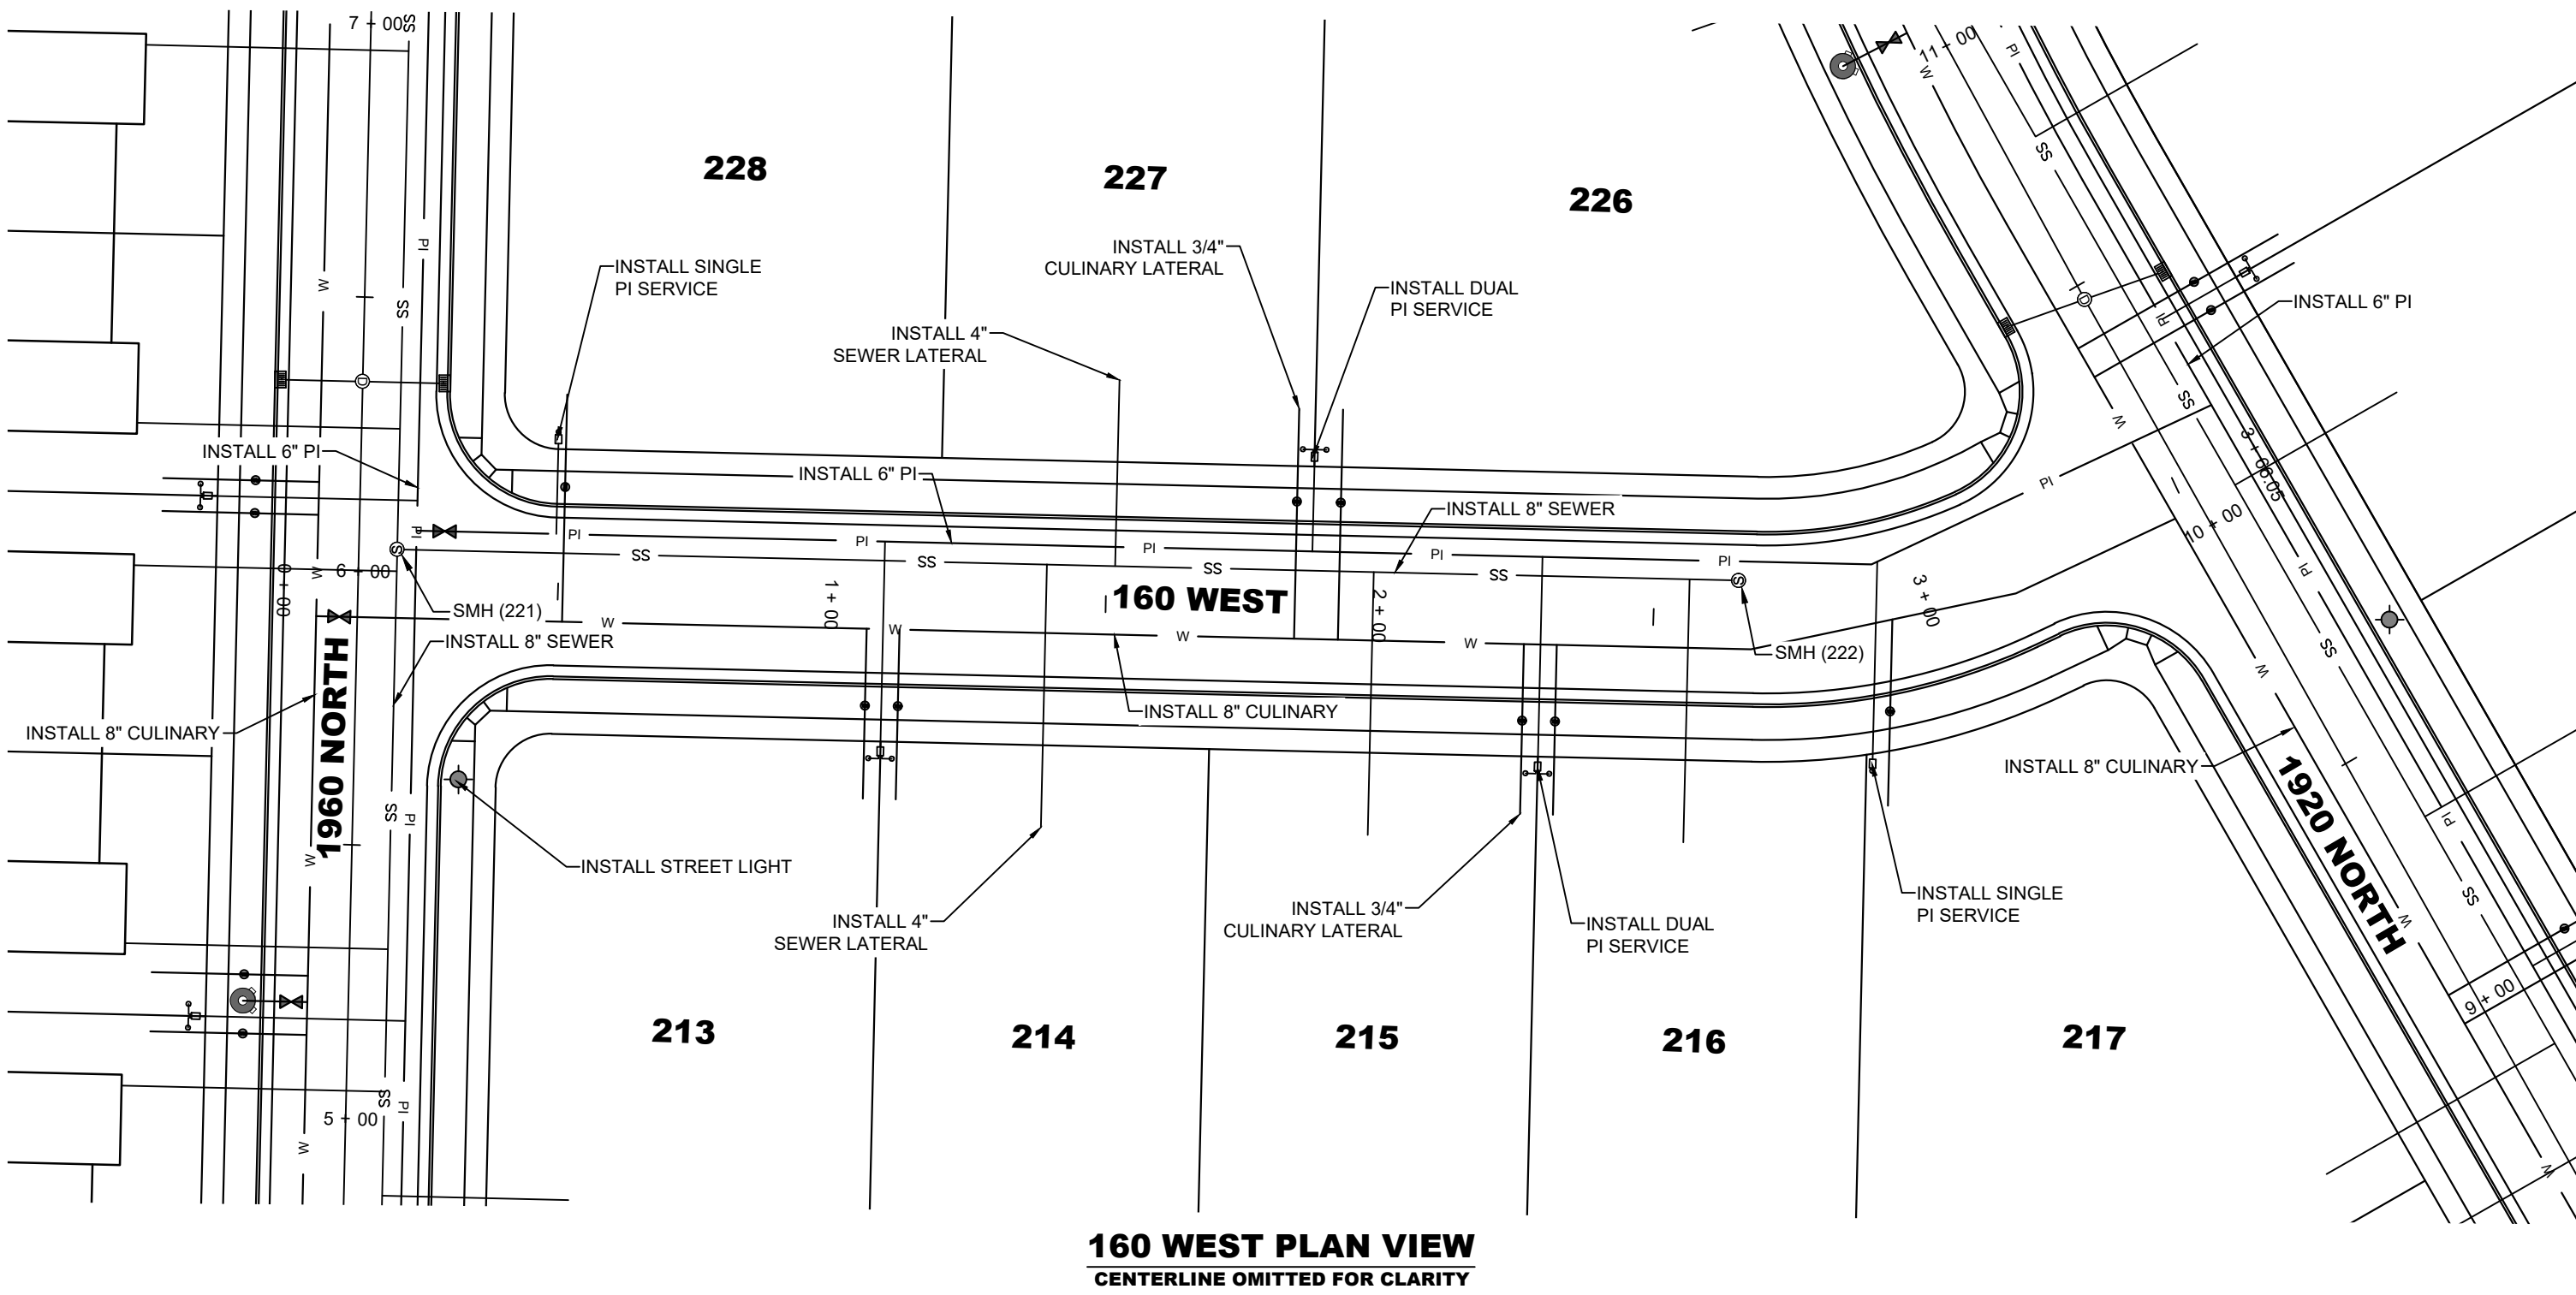 7 + 00
SS
11 + 00
PI
W
SS
228
227
226
PI
W
SS
INSTALL SINGLE
PI SERVICE
INSTALL 3/4"
CULINARY LATERAL
INSTALL DUAL
PI SERVICE
INSTALL 6" PI
D
PI
INSTALL 4"
SEWER LATERAL
D
SS
W
INSTALL 6" PI
INSTALL 6" PI
3 + 66.05
PI
INSTALL 8" SEWER
10 + 00
PI
PI
PI
PI
PI
PI
S
SS
SS
SS
SS
S
PI
W
6 + 00
0 + 00
1 + 00
2 + 00
3 + 00
160 WEST
SMH (221)
W
W
W
W
SS
INSTALL 8" SEWER
SMH (222)
W
1960 NORTH
INSTALL 8" CULINARY
INSTALL 8" CULINARY
INSTALL 8" CULINARY
1920 NORTH
SS
PI
PI
W
INSTALL STREET LIGHT
INSTALL 4"
SEWER LATERAL
INSTALL 3/4"
CULINARY LATERAL
INSTALL DUAL
PI SERVICE
INSTALL SINGLE
PI SERVICE
SS
W
9 + 00
213
214
215
216
217
SS
PI
5 + 00
W
W
160 WEST PLAN VIEW
CENTERLINE OMITTED FOR CLARITY